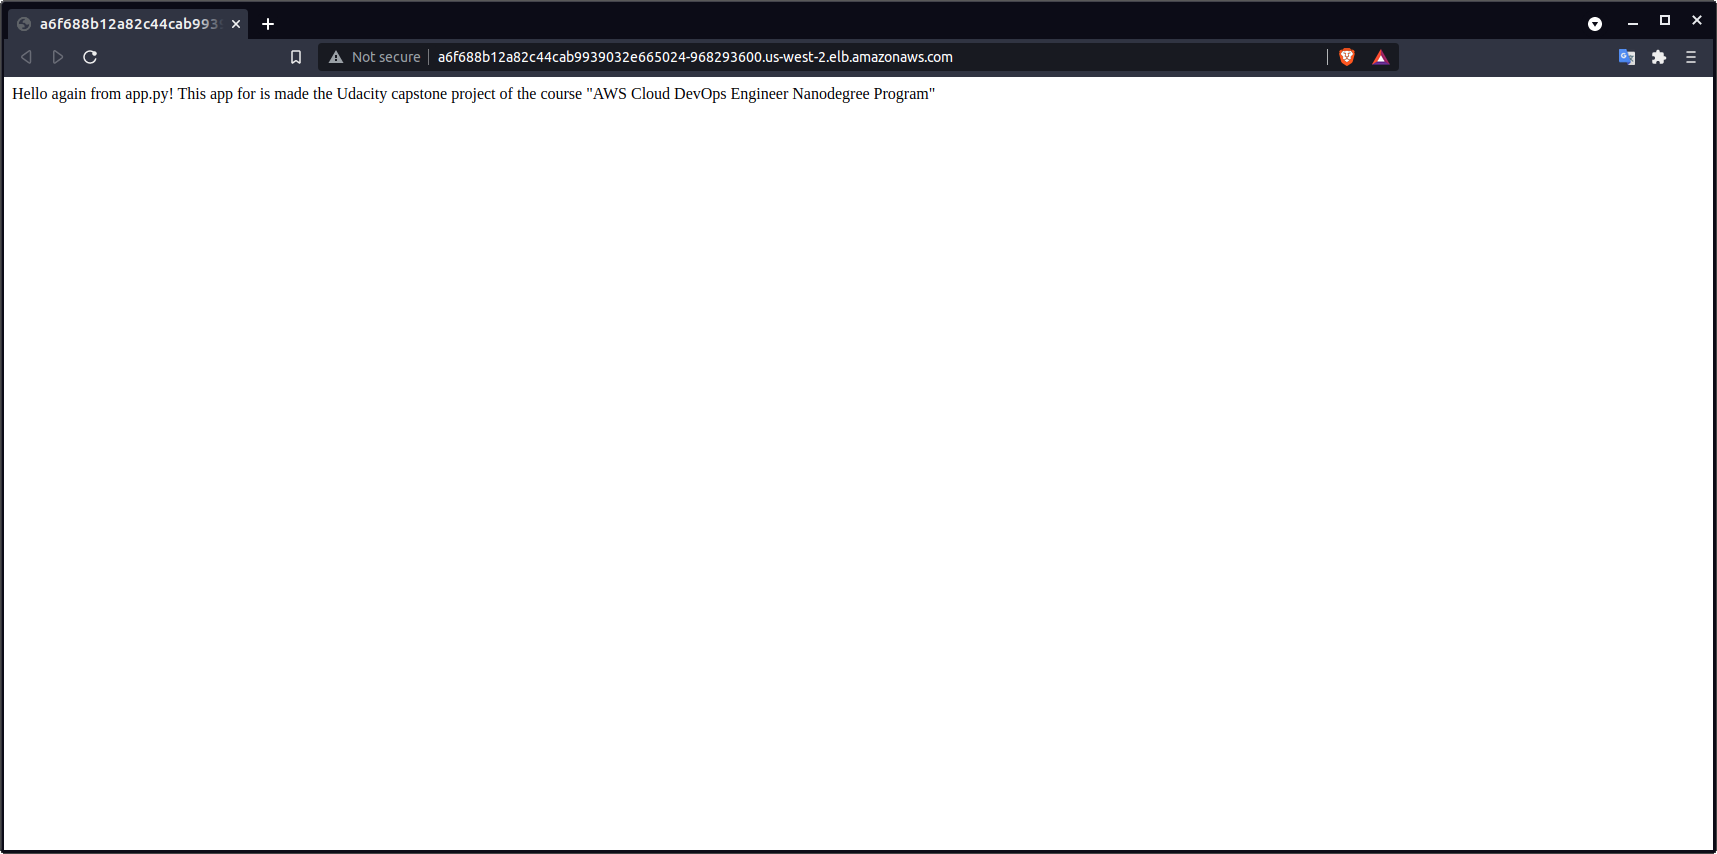 a6f688b12a82c44cab993
Not secure
a6f688b12a82c44cab9939032e665024-968293600.us-west-2.elb.amazonaws.com
Hello again from app.py! This app for is made the Udacity capstone project of the course "AWS Cloud DevOps Engineer Nanodegree Program"